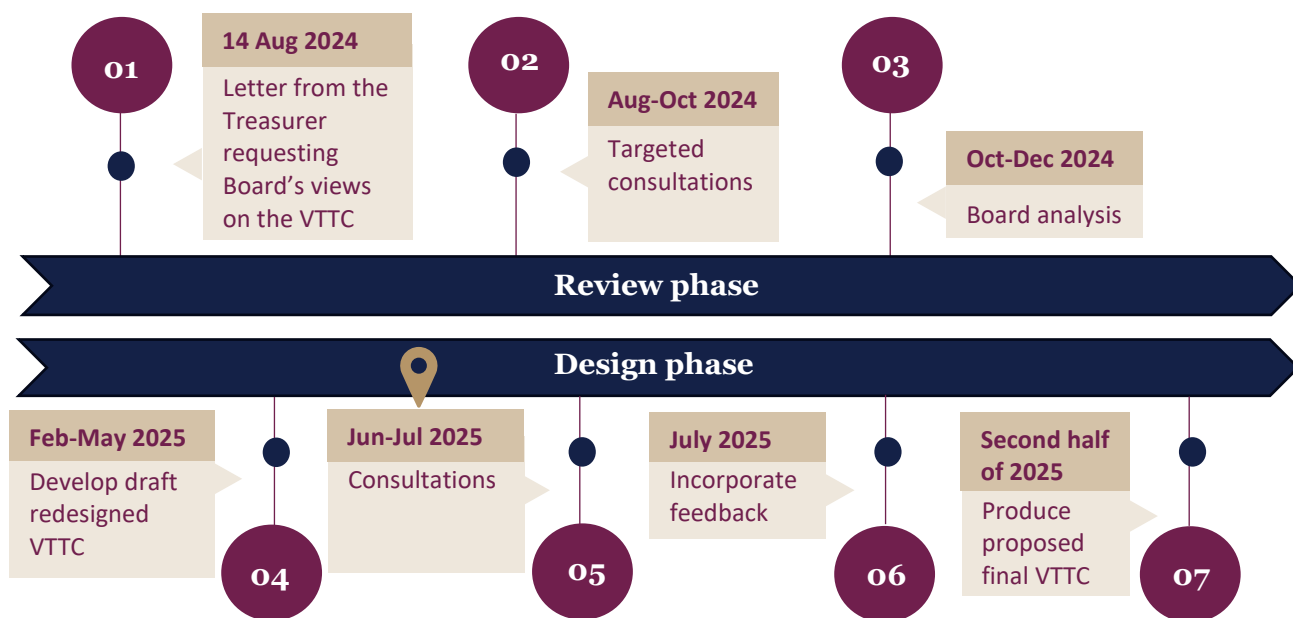 01
14 Aug 2024
Letter from the
Treasurer
requesting
Board's views
on the VTTC
02
Aug-Oct 2024
Targeted
consultations
03
Oct-Dec 2024
Board analysis
Review phase
Design phase
Feb-May 2025
Develop draft
redesigned
VTTC
04
Jun-Jul 2025
Consultations
05
July 2025
Incorporate
feedback
06
Second half
of 2025
Produce
proposed
final VTTC
07